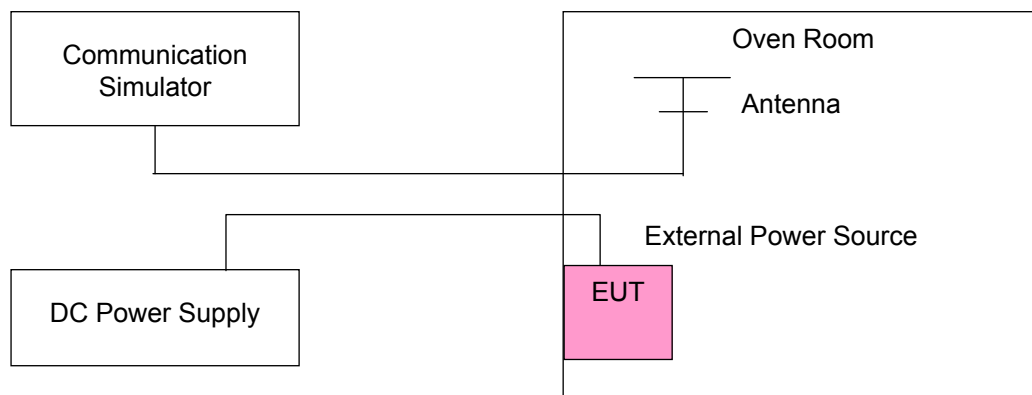 Communication
Simulator
Oven Room
Antenna
External Power Source
DC Power Supply
EUT